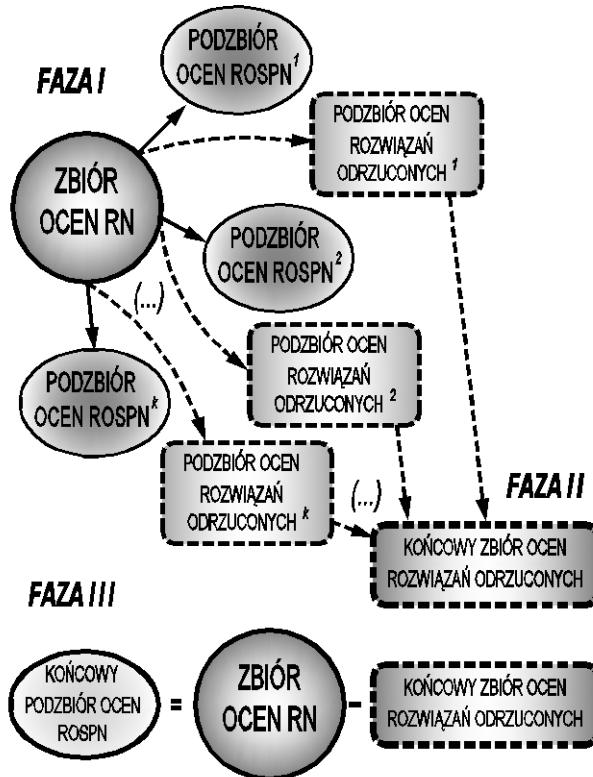 FAZA I
PODZBIÓR
OCEN ROSPN¹
PODZBIÓR OCEN
ROZWIĄZAŃ
ODRZUCONYCH ¹
ZBIÓR
OCEN RN
PODZBIÓR
OCEN ROSPN²
(...)
PODZBIÓR OCEN
ROZWIĄZAŃ
ODRZUCONYCH ²
PODZBIÓR
OCEN ROSPNᵏ
PODZBIÓR OCEN
ROZWIĄZAŃ
ODRZUCONYCH ᵏ
(...)
FAZA II
KOŃCOWY ZBIÓR OCEN
ROZWIĄZAŃ ODRZUCONYCH
FAZA III
KOŃCOWY
PODZBIÓR OCEN
ROSPN
=
ZBIÓR
OCEN RN
-
KOŃCOWY ZBIÓR OCEN
ROZWIĄZAŃ ODRZUCONYCH